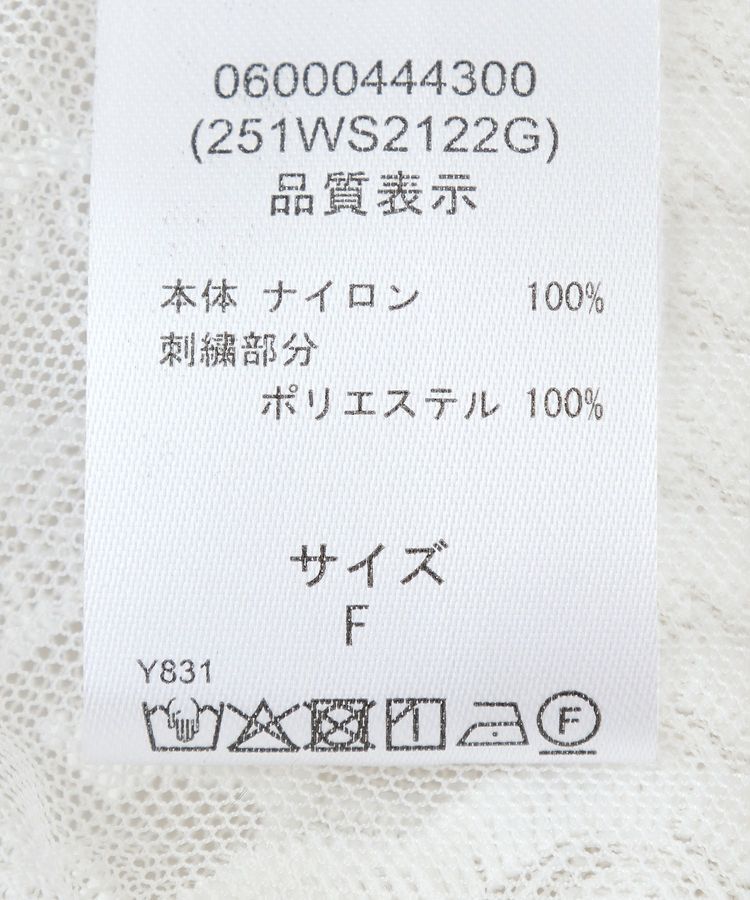 06000444300
(251WS2122G)
品質表示
本体 ナイロン 100%
刺繍部分
ポリエステル 100%
サイズ
F
Y831
F